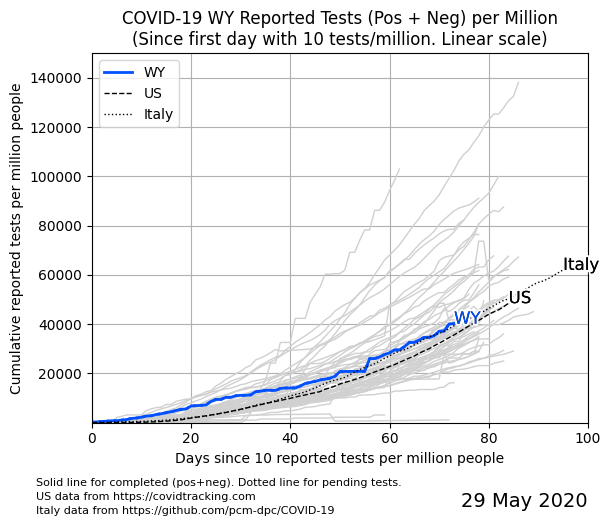 COVID-19 WY Reported Tests (Pos + Neg) per Million
(Since first day with 10 tests/million. Linear scale)
Cumulative reported tests per million people
140000
120000
100000
80000
60000
40000
20000
WY
US
Italy
Italy
US
WY
0
20
40
60
80
100
Days since 10 reported tests per million people
Solid line for completed (pos+neg). Dotted line for pending tests.
US data from https://covidtracking.com
Italy data from https://github.com/pcm-dpc/COVID-19
29 May 2020